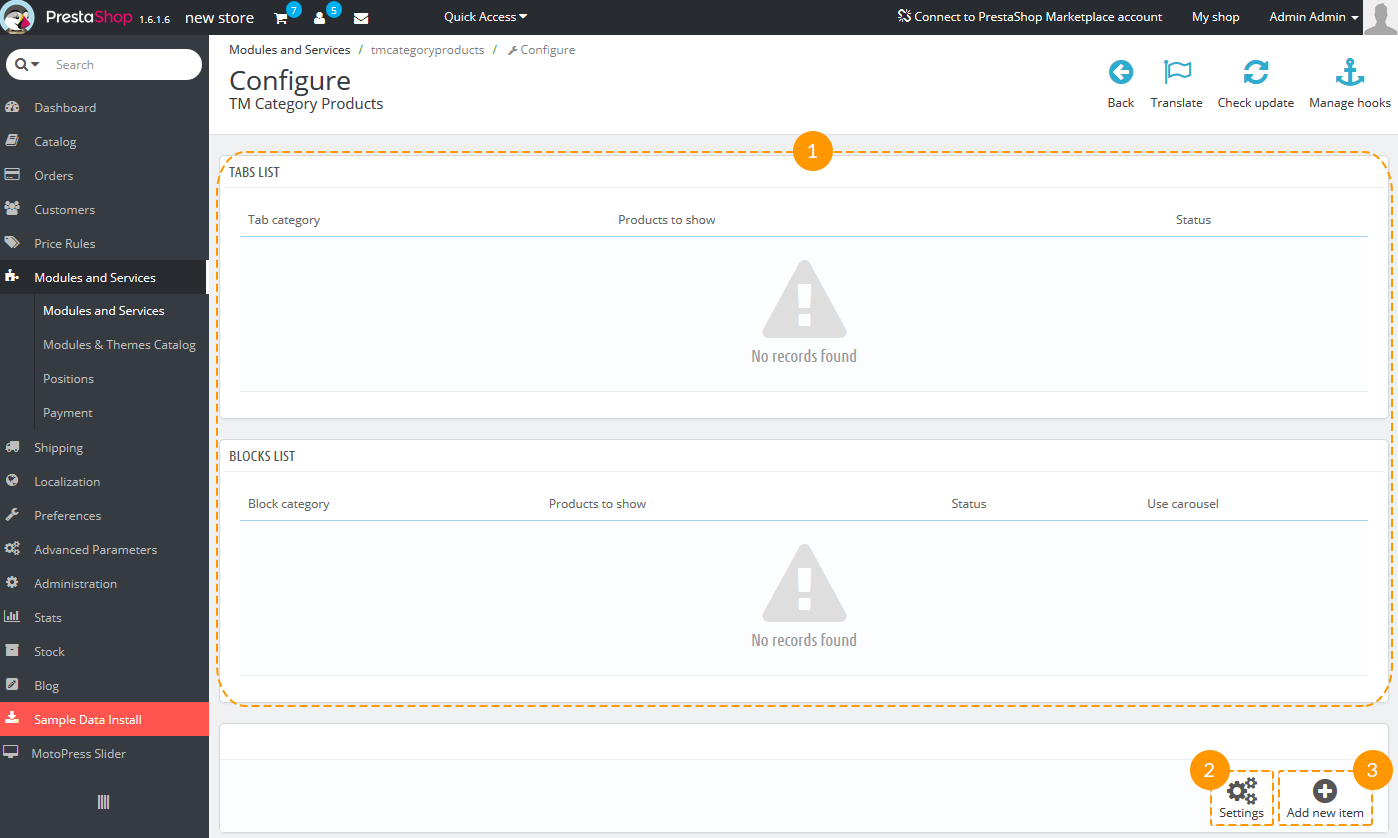 PrestaShop 1.6.1.6 new store 7 5 Quick Access Connect to PrestaShop Marketplace account My shop Admin Admin
Search
Dashboard
Catalog
Orders
Customers
Price Rules
Modules and Services
Modules and Services
Modules & Themes Catalog
Positions
Payment
Shipping
Localization
Preferences
Advanced Parameters
Administration
Stats
Stock
Blog
Sample Data Install
MotoPress Slider
Modules and Services / tmcategoryproducts / Configure
Configure
TM Category Products
Back Translate Check update Manage hooks
1
TABS LIST
Tab category Products to show Status
No records found
BLOCKS LIST
Block category Products to show Status Use carousel
No records found
2 3
Settings Add new item